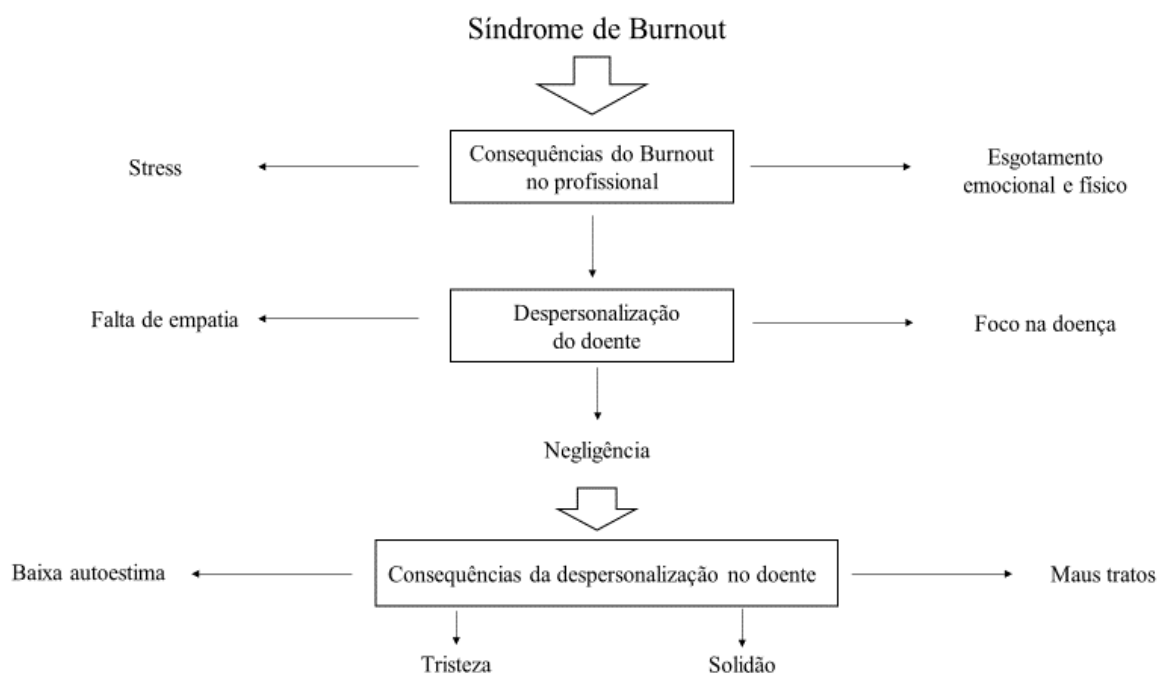 Síndrome de Burnout
Stress
Consequências do Burnout
no profissional
Esgotamento
emocional e físico
Falta de empatia
Despersonalização
do doente
Foco na doença
Negligência
Baixa autoestima
Consequências da despersonalização no doente
Maus tratos
Tristeza
Solidão